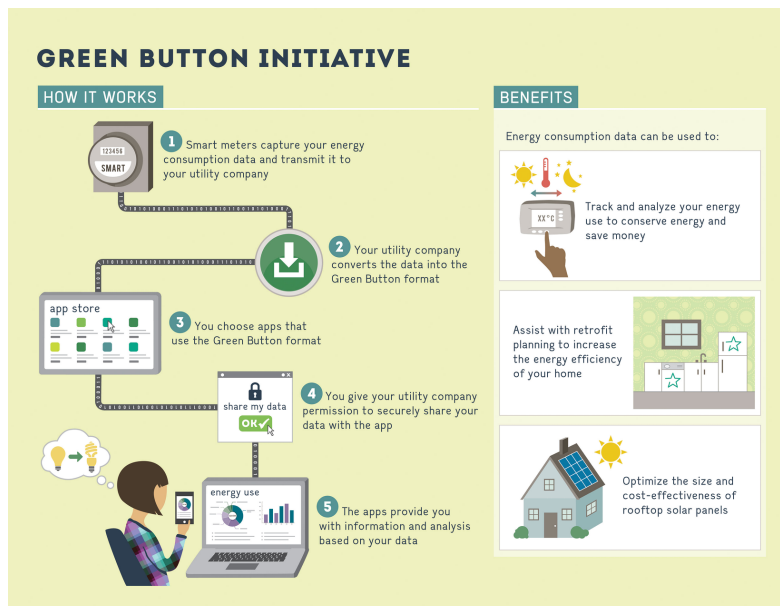 GREEN BUTTON INITIATIVE
HOW IT WORKS
123456
SMART
1 Smart meters capture your energy
consumption data and transmit it to
your utility company
2 Your utility company
converts the data into the
Green Button format
app store
3 You choose apps that
use the Green Button format
share my data
OK
4 You give your utility company
permission to securely share your
data with the app
energy use
5 The apps provide you
with information and analysis
based on your data
BENEFITS
Energy consumption data can be used to:
XX°C
Track and analyze your energy
use to conserve energy and
save money
Assist with retrofit
planning to increase
the energy efficiency
of your home
Optimize the size and
cost-effectiveness of
rooftop solar panels